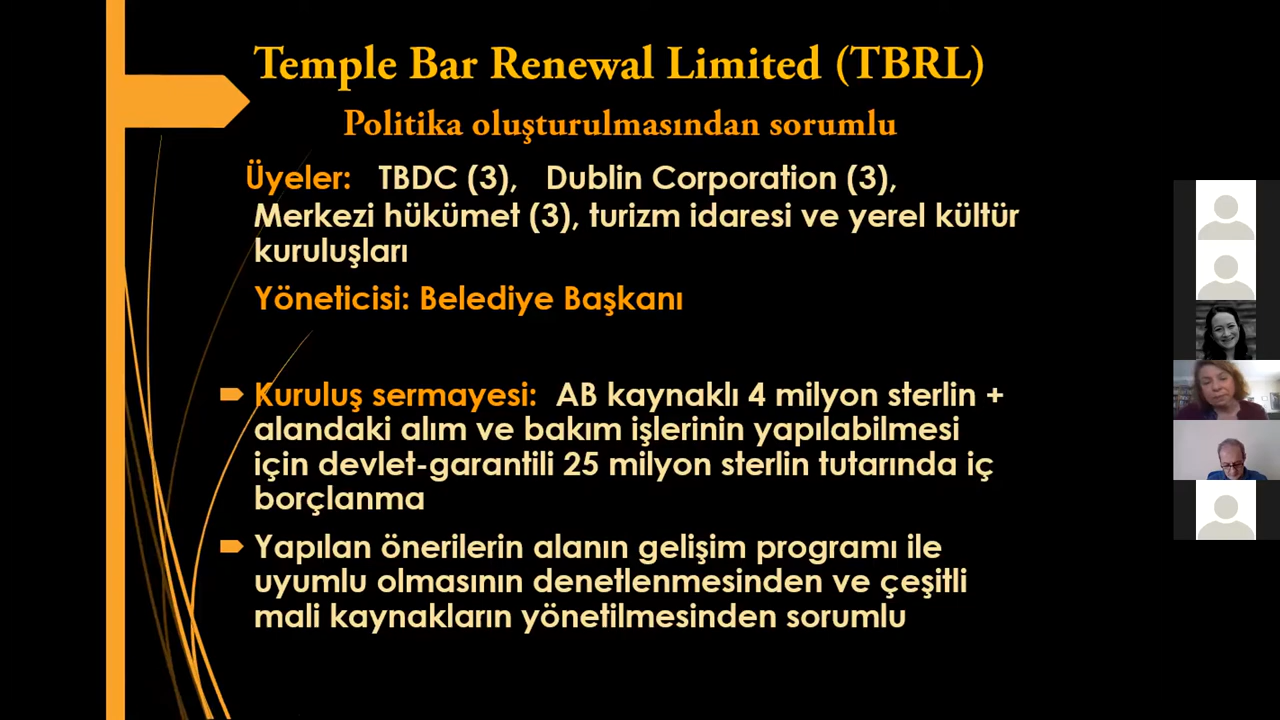 Temple Bar Renewal Limited (TBRL)
Politika oluşturulmasından sorumlu
Üyeler: TBDC (3), Dublin Corporation (3),
Merkezi hükümet (3), turizm idaresi ve yerel kültür
kuruluşları
Yöneticisi: Belediye Başkanı
Kuruluş sermayesi: AB kaynaklı 4 milyon sterlin +
alandaki alım ve bakım işlerinin yapılabilmesi
için devlet-garantili 25 milyon sterlin tutarında iç
borçlanma
Yapılan önerilerin alanın gelişim programı ile
uyumlu olmasının denetlenmesinden ve çeşitli
mali kaynakların yönetilmesinden sorumlu